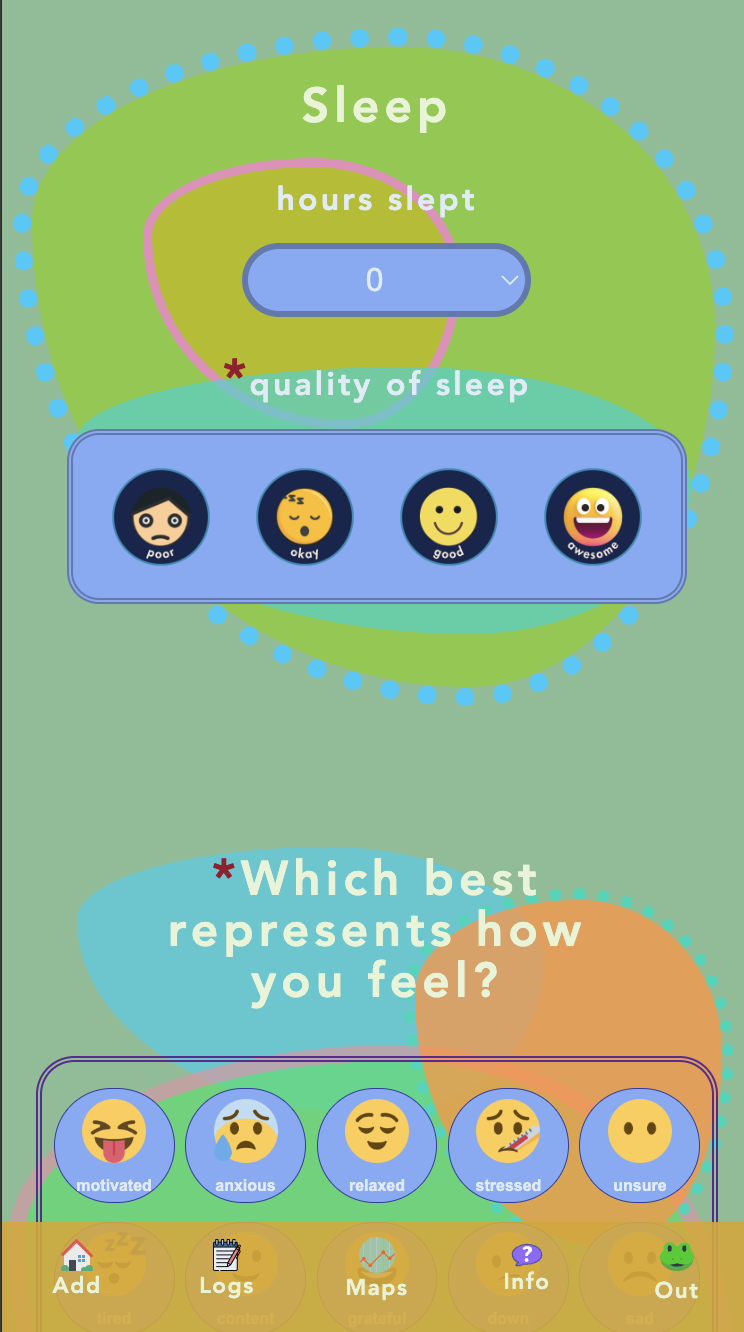 Sleep
hours slept
0
*quality of sleep
poor okay good awesome
*Which best
represents how
you feel?
motivated anxious relaxed stressed unsure
tired content grateful down sad
Add Logs Maps Info Out